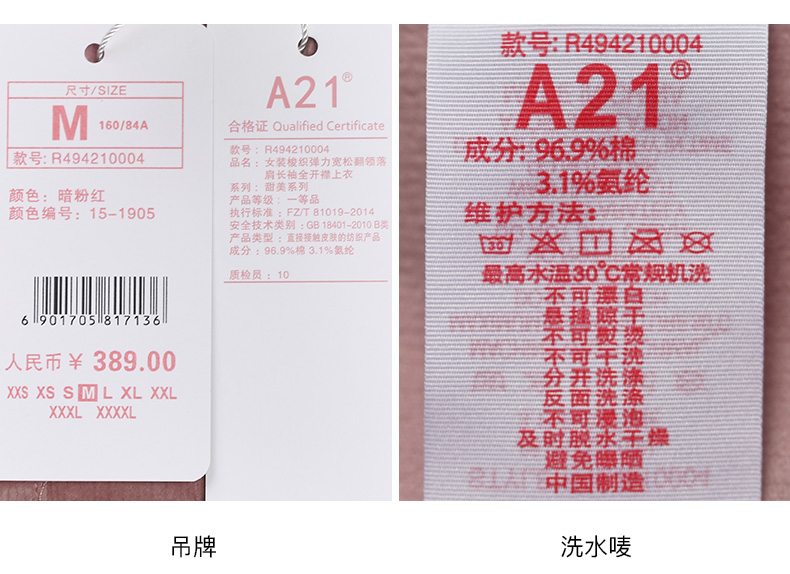 尺寸/SIZE
M 160/84A
款号: R494210004
颜色: 暗粉红
颜色编号: 15-1905
6 901705 817136
人民币 ¥ 389.00
XXS XS S M L XL XXL
XXXL XXXXL
A21®
合格证 Qualified Certificate
款号: R494210004
品名: 女装梭织弹力宽松翻领落
肩长袖全开襟上衣
系列: 甜美系列
产品等级: 一等品
执行标准: FZ/T 81019-2014
安全技术类别: GB 18401-2010 B类
产品类型: 直接接触皮肤的纺织产品
成分: 96.9%棉 3.1%氨纶
质检员: 10
款号: R494210004
A21®
成分: 96.9%棉
3.1%氨纶
维护方法:
30
最高水温30°C常规机洗
不可漂白
悬挂晾干
不可熨烫
不可干洗
分开洗涤
反面洗涤
不可浸泡
及时脱水干燥
避免曝晒
中国制造
吊牌
洗水唛